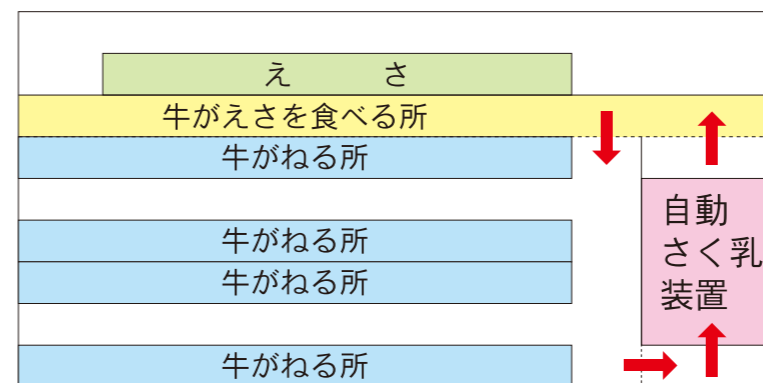 え　さ
牛がえさを食べる所
牛がねる所
牛がねる所
牛がねる所
牛がねる所
自動
さく乳
装置